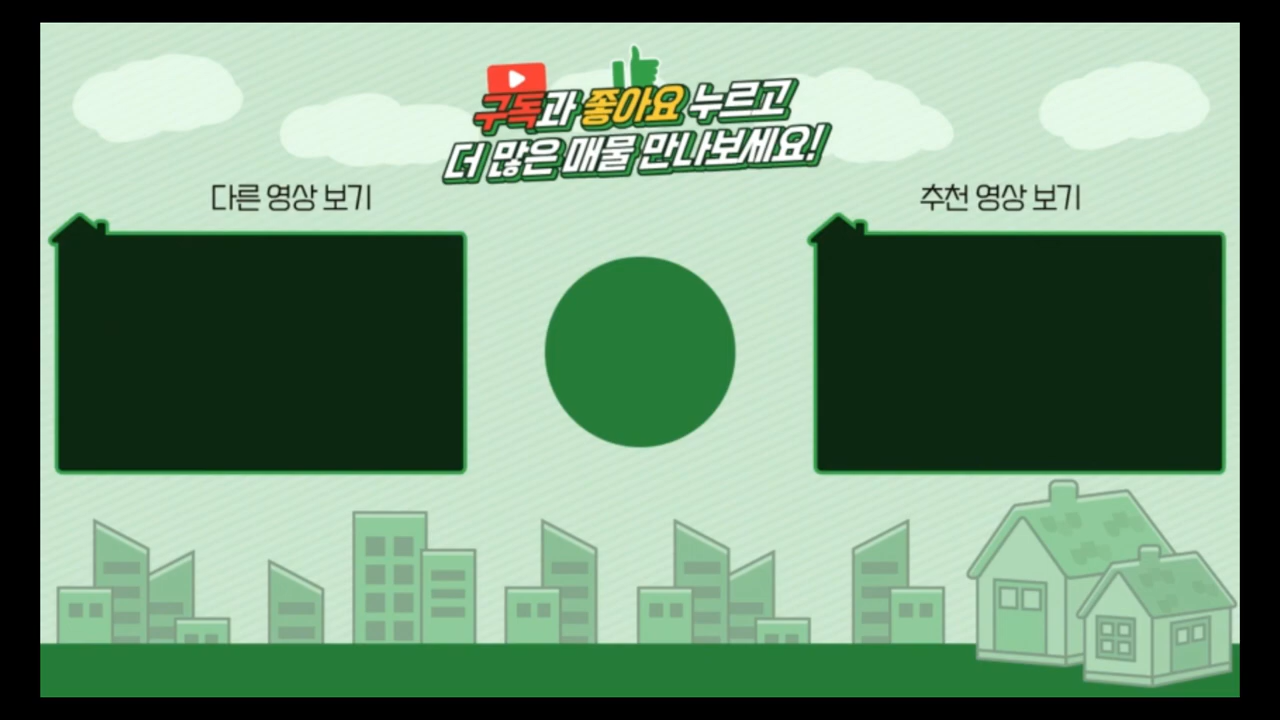 구독과 좋아요 누르고
더 많은 매물 만나보세요!
다른 영상 보기
추천 영상 보기